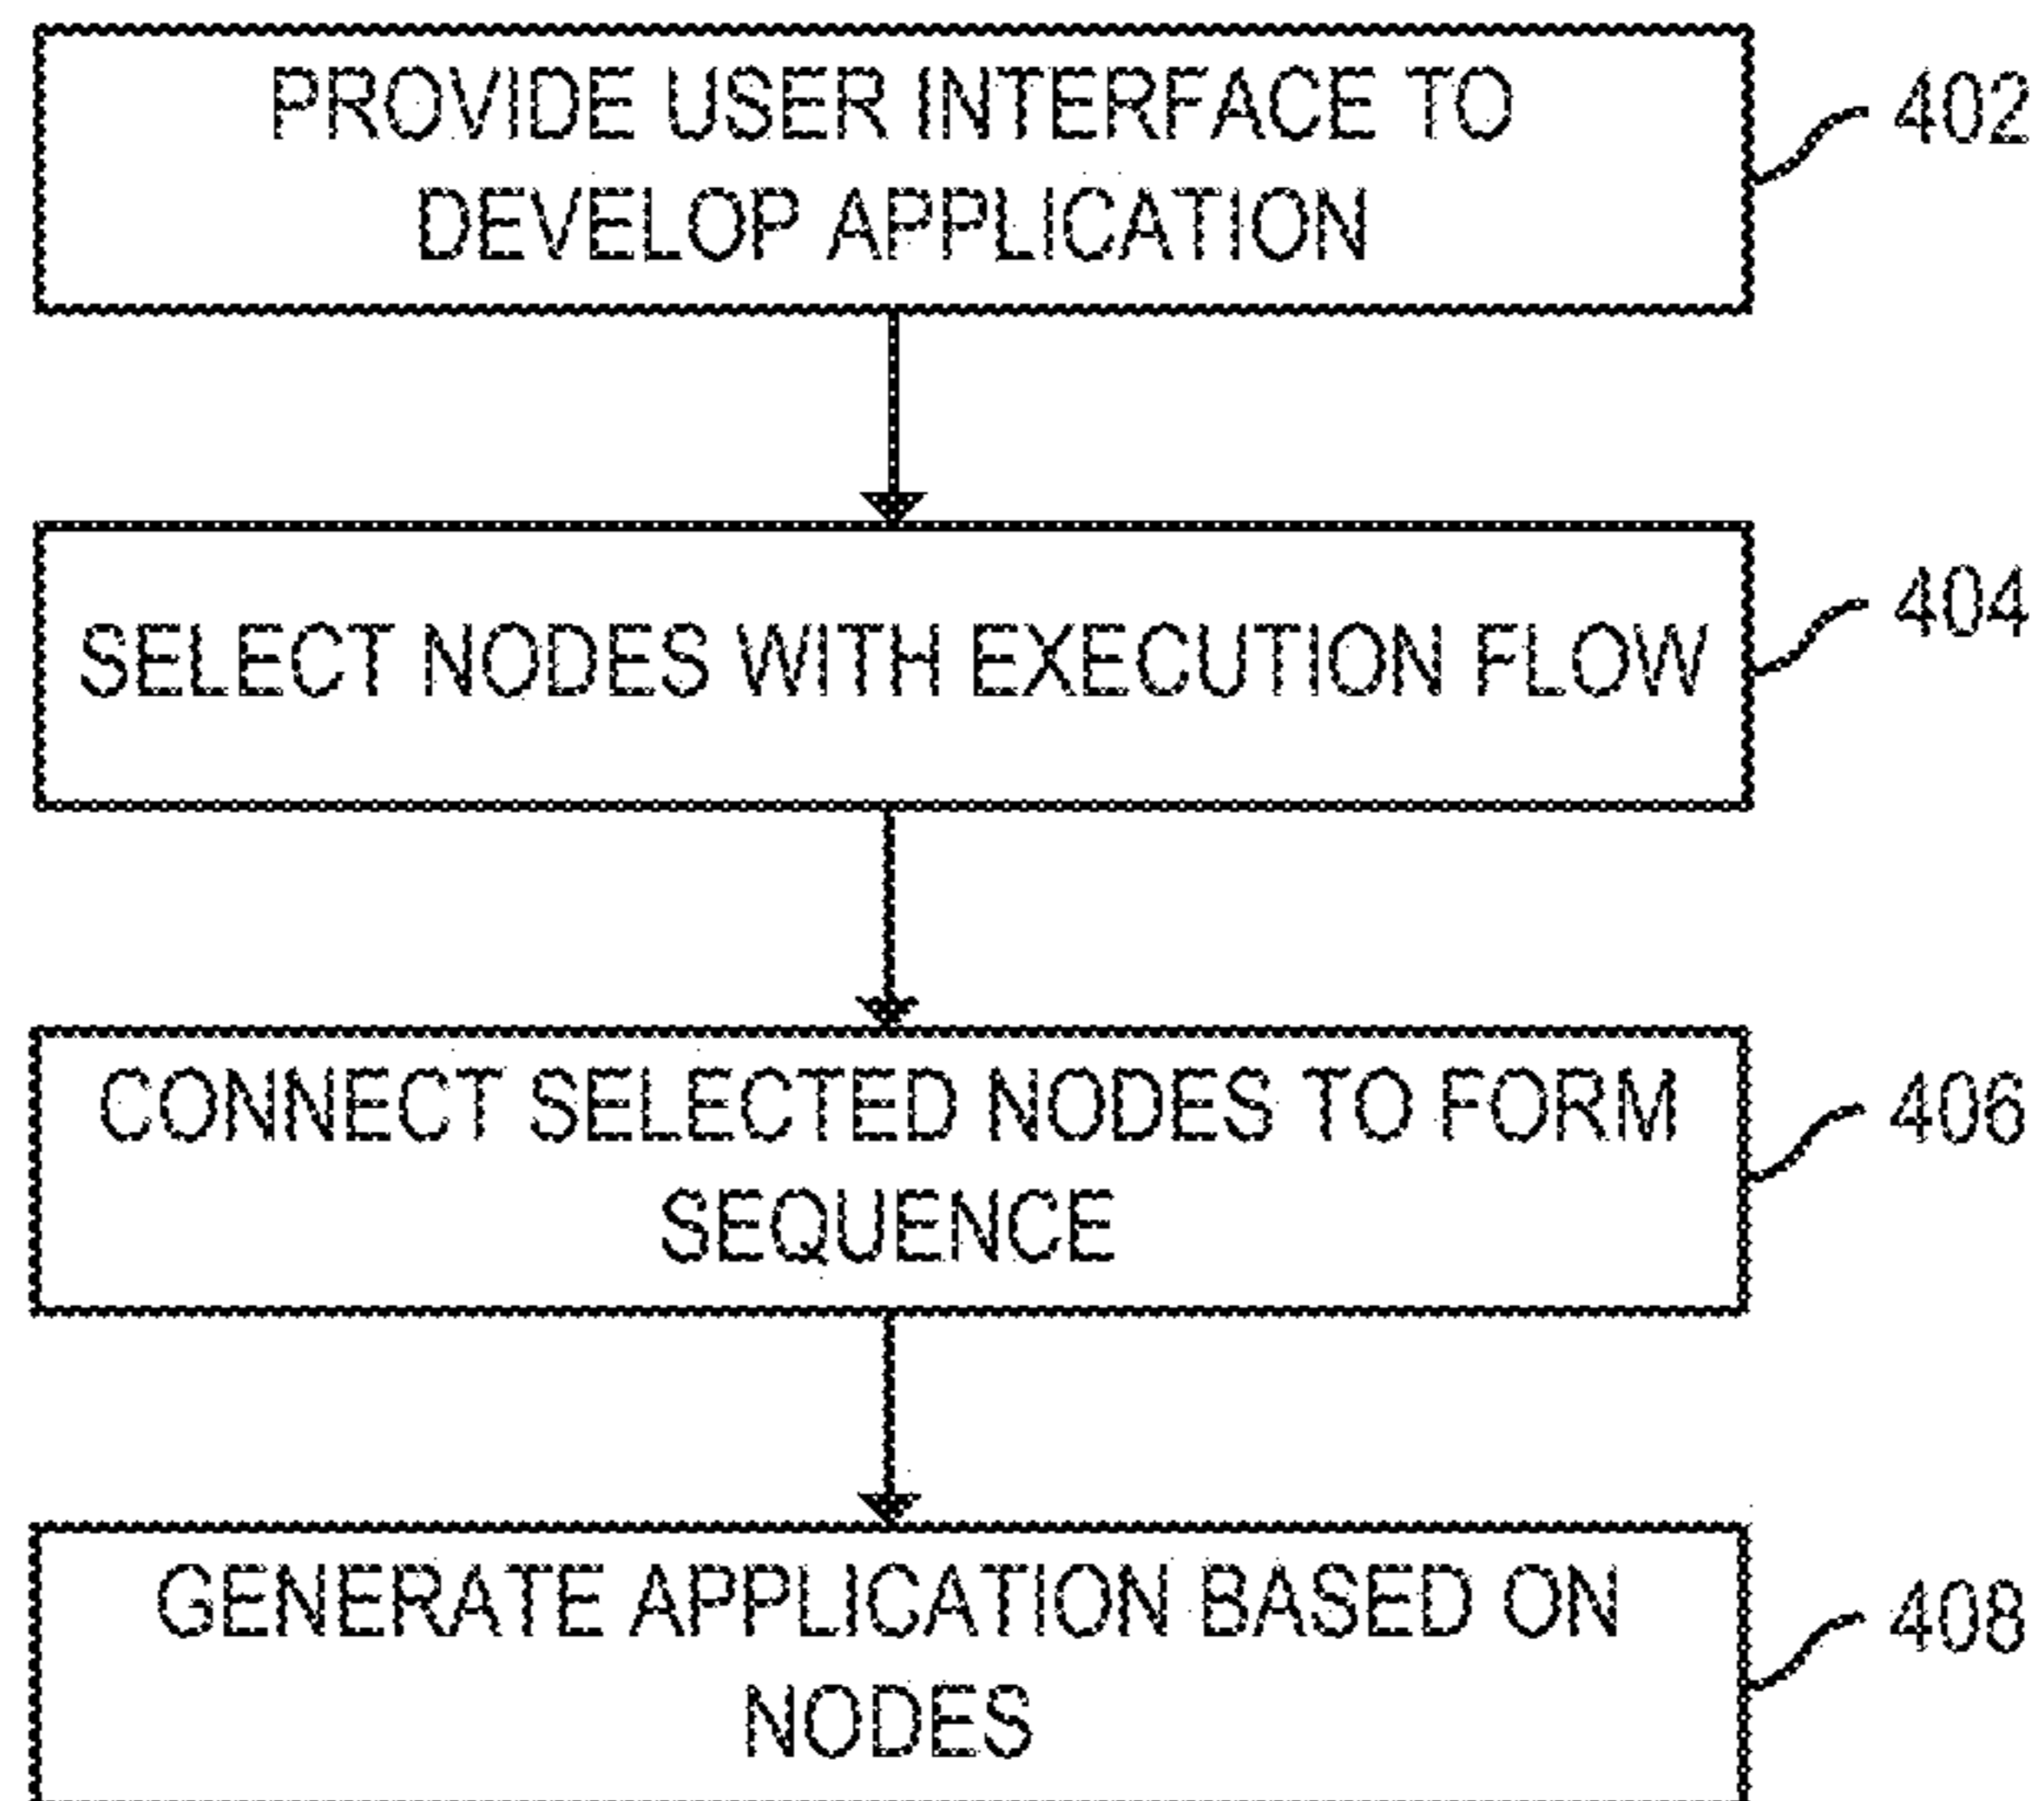 PROVIDE USER INTERFACE TO
DEVELOP APPLICATION
402
SELECT NODES WITH EXECUTION FLOW
404
CONNECT SELECTED NODES TO FORM
SEQUENCE
406
GENERATE APPLICATION BASED ON
NODES
408